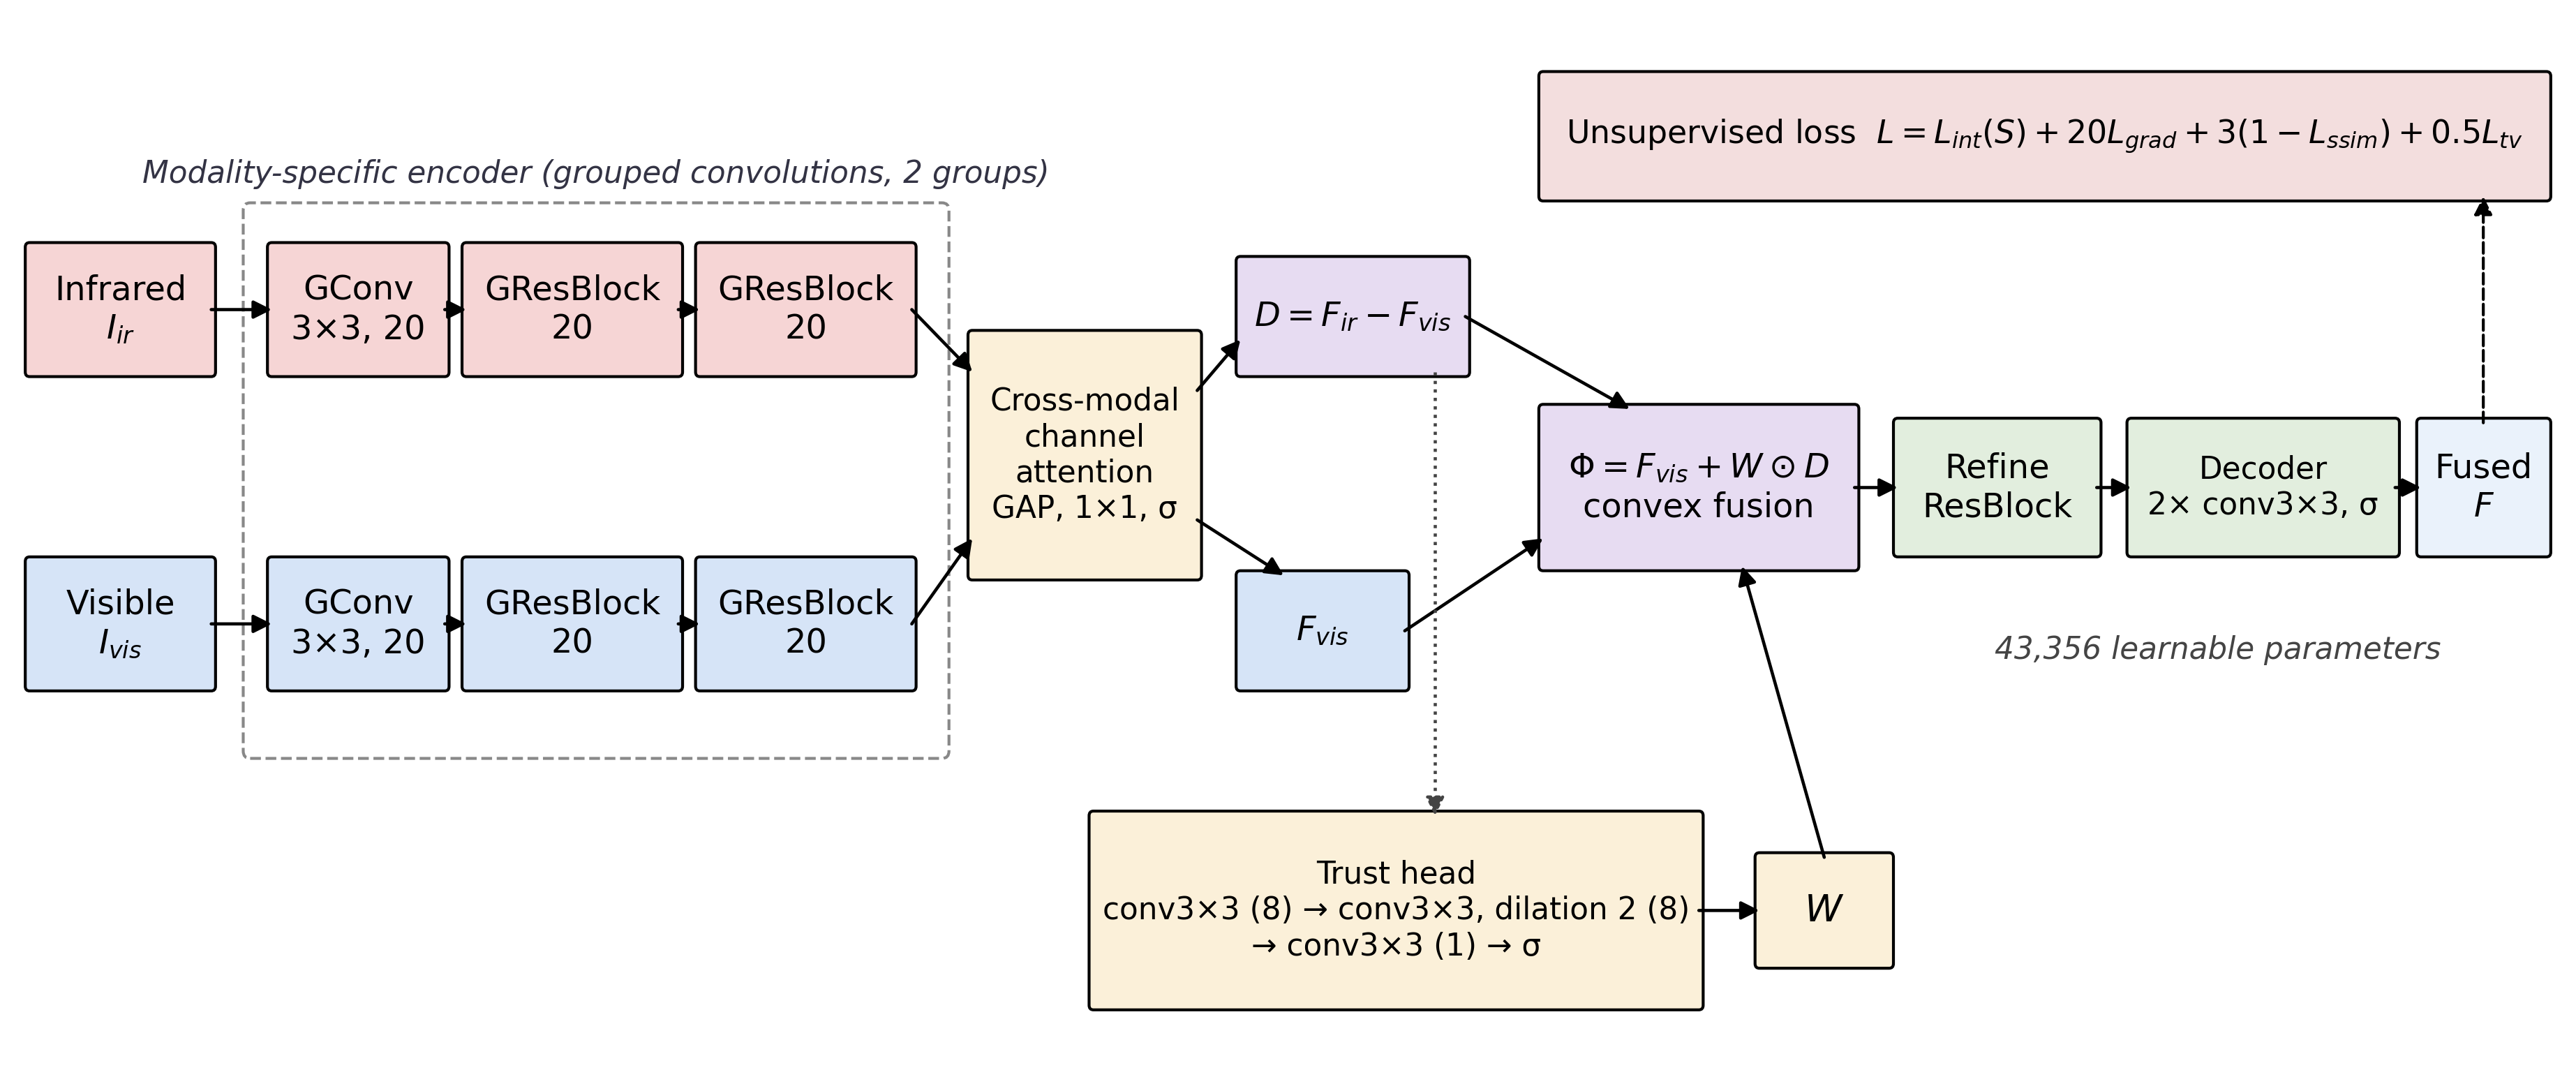 Unsupervised loss L = L_int(S) + 20L_grad + 3(1 − L_ssim) + 0.5L_tv
Modality-specific encoder (grouped convolutions, 2 groups)
Infrared
I_ir
GConv
3×3, 20
GResBlock
20
GResBlock
20
Visible
I_vis
GConv
3×3, 20
GResBlock
20
GResBlock
20
Cross-modal
channel
attention
GAP, 1×1, σ
D = F_ir − F_vis
F_vis
Φ = F_vis + W ⊙ D
convex fusion
Refine
ResBlock
Decoder
2× conv3×3, σ
Fused
F
43,356 learnable parameters
Trust head
conv3×3 (8) → conv3×3, dilation 2 (8)
→ conv3×3 (1) → σ
W